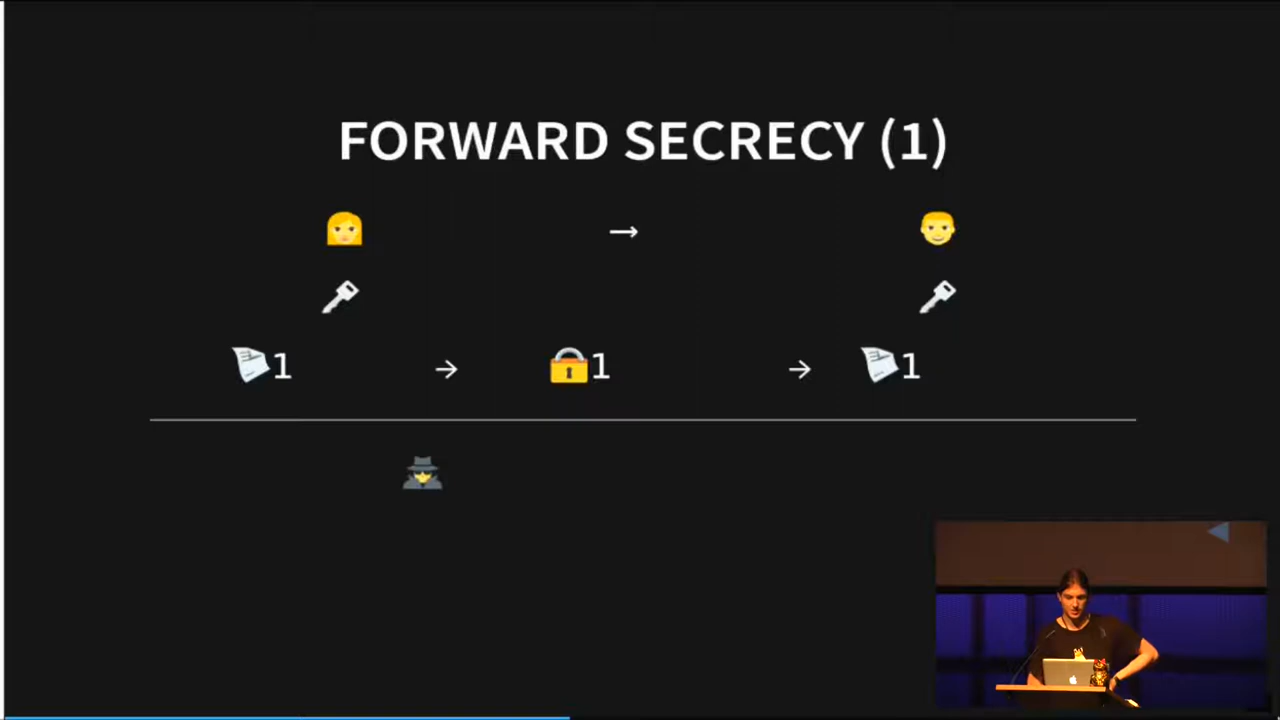 FORWARD SECRECY (1)
→
1 → 1 → 1